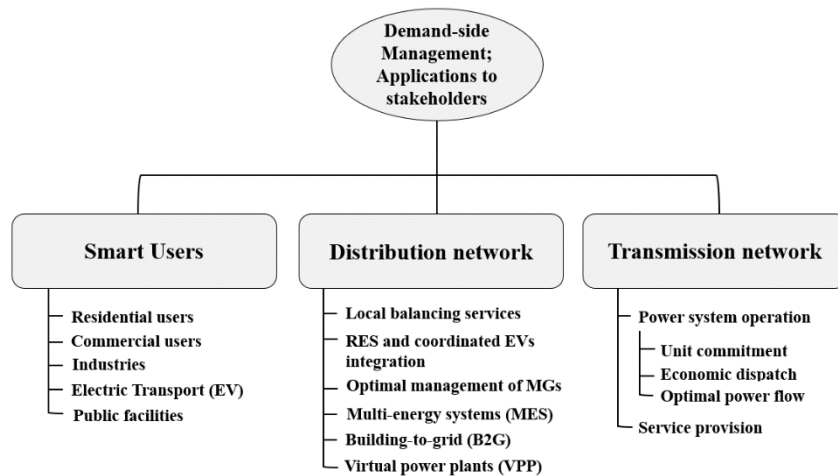 Demand-side
Management;
Applications to
stakeholders
Smart Users
Residential users
Commercial users
Industries
Electric Transport (EV)
Public facilities
Distribution network
Local balancing services
RES and coordinated EVs
integration
Optimal management of MGs
Multi-energy systems (MES)
Building-to-grid (B2G)
Virtual power plants (VPP)
Transmission network
Power system operation
Unit commitment
Economic dispatch
Optimal power flow
Service provision